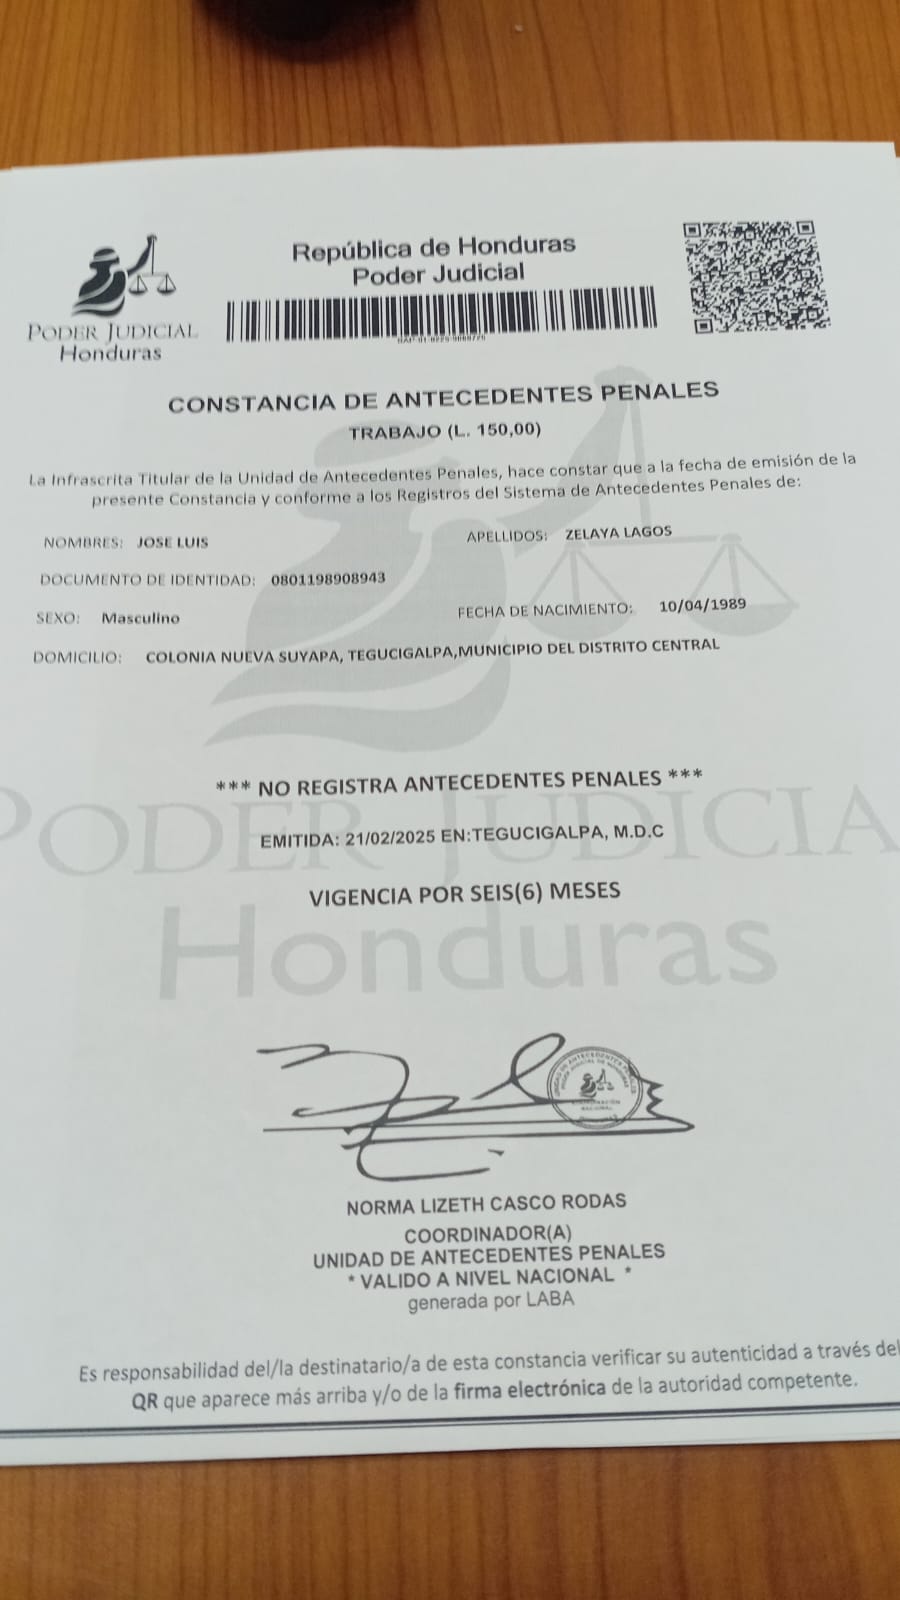 República de Honduras
Poder Judicial
PODER JUDICIAL
Honduras
CONSTANCIA DE ANTECEDENTES PENALES
TRABAJO (L. 150,00)
La Infrascrita Titular de la Unidad de Antecedentes Penales, hace constar que a la fecha de emisión de la
presente Constancia y conforme a los Registros del Sistema de Antecedentes Penales de:
NOMBRES: JOSE LUIS APELLIDOS: ZELAYA LAGOS
DOCUMENTO DE IDENTIDAD: 0801198908943
SEXO: Masculino FECHA DE NACIMIENTO: 10/04/1989
DOMICILIO: COLONIA NUEVA SUYAPA, TEGUCIGALPA,MUNICIPIO DEL DISTRITO CENTRAL
*** NO REGISTRA ANTECEDENTES PENALES ***
PODER JUDICIA
EMITIDA: 21/02/2025 EN:TEGUCIGALPA, M.D.C
VIGENCIA POR SEIS(6) MESES
Honduras
NORMA LIZETH CASCO RODAS
COORDINADOR(A)
UNIDAD DE ANTECEDENTES PENALES
* VALIDO A NIVEL NACIONAL *
generada por LABA
Es responsabilidad del/la destinatario/a de esta constancia verificar su autenticidad a través del
QR que aparece más arriba y/o de la firma electrónica de la autoridad competente.